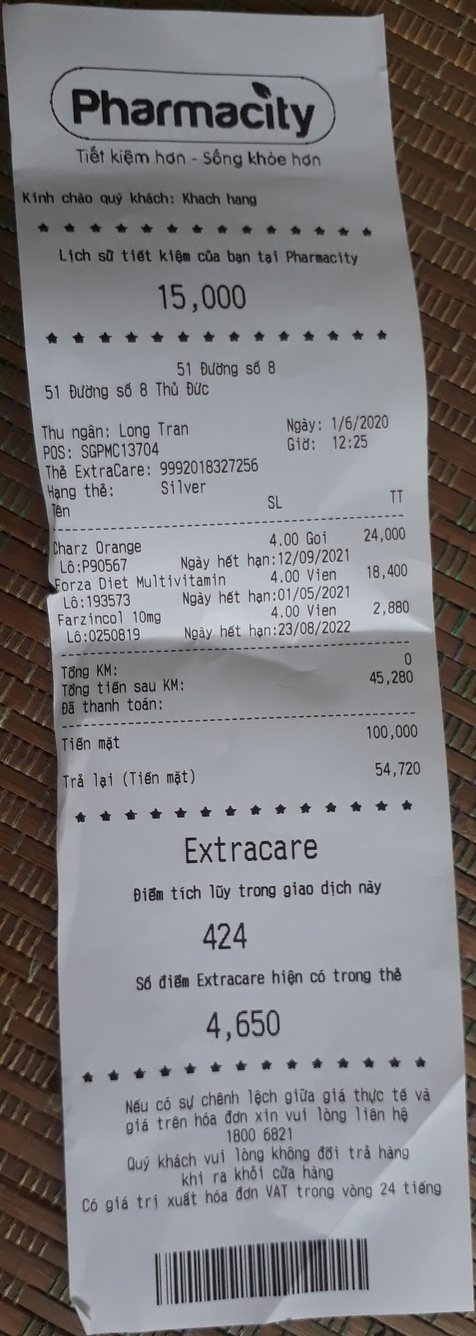 Pharmacity
Tiết kiệm hơn - Sống khỏe hơn
Kính chào quý khách: Khach hang
* * * * * * * * * * * * * *
Lịch sử tiết kiệm của bạn tại Pharmacity
15,000
* * * * * * * * * * * * * *
51 Đường số 8
51 Đường số 8 Thủ Đức
Thu ngân: Long Tran Ngày: 1/6/2020
POS: SGPMC13704 Giờ: 12:25
Thẻ ExtraCare: 9992018327256
Hạng thẻ: Silver
Tên SL TT
Charz Orange 4.00 Goi 24,000
Lô:P90567 Ngày hết hạn:12/09/2021
Forza Diet Multivitamin 4.00 Vien 18,400
Lô:193573 Ngày hết hạn:01/05/2021
Farzincol 10mg 4.00 Vien 2,880
Lô:0250819 Ngày hết hạn:23/08/2022
Tổng KM: 0
Tổng tiền sau KM: 45,280
Đã thanh toán:
Tiền mặt 100,000
Trả lại (Tiền mặt) 54,720
* * * * * * * * * * * * * *
Extracare
Điểm tích lũy trong giao dịch này
424
Số điểm Extracare hiện có trong thẻ
4,650
* * * * * * * * * * * * * *
Nếu có sự chênh lệch giữa giá thực tế và
giá trên hóa đơn xin vui lòng liên hệ
1800 6821
Quý khách vui lòng không đổi trả hàng
khi ra khỏi cửa hàng
Có giá trị xuất hóa đơn VAT trong vòng 24 tiếng